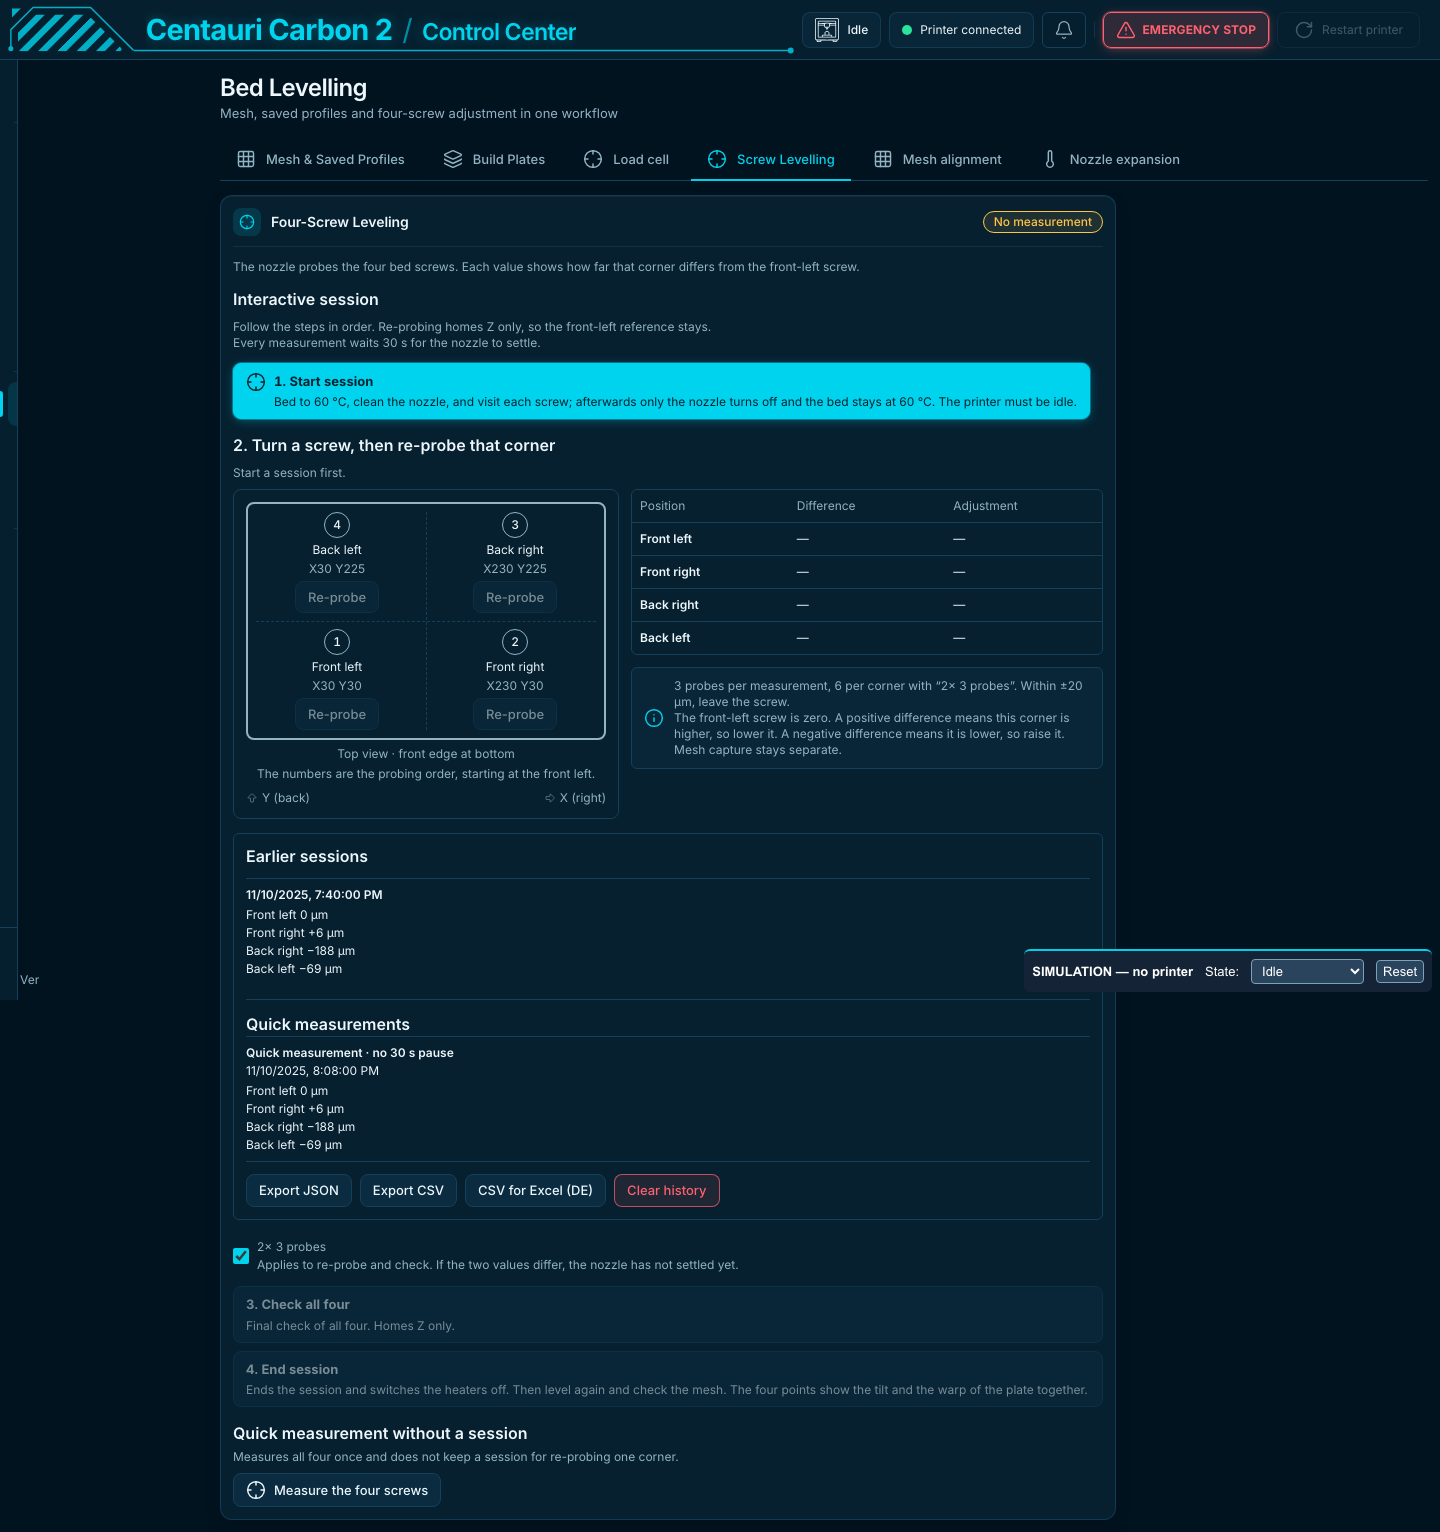 Centauri Carbon 2 / Control Center
Idle
Printer connected
EMERGENCY STOP
Restart printer
Bed Levelling
Mesh, saved profiles and four-screw adjustment in one workflow
Mesh & Saved Profiles
Build Plates
Load cell
Screw Levelling
Mesh alignment
Nozzle expansion
Four-Screw Leveling
No measurement
The nozzle probes the four bed screws. Each value shows how far that corner differs from the front-left screw.
Interactive session
Follow the steps in order. Re-probing homes Z only, so the front-left reference stays.
Every measurement waits 30 s for the nozzle to settle.
1. Start session
Bed to 60 °C, clean the nozzle, and visit each screw; afterwards only the nozzle turns off and the bed stays at 60 °C. The printer must be idle.
2. Turn a screw, then re-probe that corner
Start a session first.
4
Back left
X30 Y225
Re-probe
3
Back right
X230 Y225
Re-probe
1
Front left
X30 Y30
Re-probe
2
Front right
X230 Y30
Re-probe
Top view · front edge at bottom
The numbers are the probing order, starting at the front left.
Y (back)
X (right)
Position Difference Adjustment
Front left — —
Front right — —
Back right — —
Back left — —
3 probes per measurement, 6 per corner with “2× 3 probes”. Within ±20
µm, leave the screw.
The front-left screw is zero. A positive difference means this corner is
higher, so lower it. A negative difference means it is lower, so raise it.
Mesh capture stays separate.
Earlier sessions
11/10/2025, 7:40:00 PM
Front left 0 µm
Front right +6 µm
Back right −188 µm
Back left −69 µm
Ver
SIMULATION — no printer
State:
Idle
Reset
Quick measurements
Quick measurement · no 30 s pause
11/10/2025, 8:08:00 PM
Front left 0 µm
Front right +6 µm
Back right −188 µm
Back left −69 µm
Export JSON
Export CSV
CSV for Excel (DE)
Clear history
2× 3 probes
Applies to re-probe and check. If the two values differ, the nozzle has not settled yet.
3. Check all four
Final check of all four. Homes Z only.
4. End session
Ends the session and switches the heaters off. Then level again and check the mesh. The four points show the tilt and the warp of the plate together.
Quick measurement without a session
Measures all four once and does not keep a session for re-probing one corner.
Measure the four screws